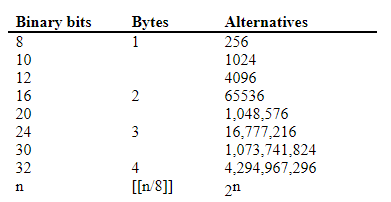 Binary bits Bytes Alternatives
8 1 256
10 1024
12 4096
16 2 65536
20 1,048,576
24 3 16,777,216
30 1,073,741,824
32 4 4,294,967,296
n [[n/8]] 2n